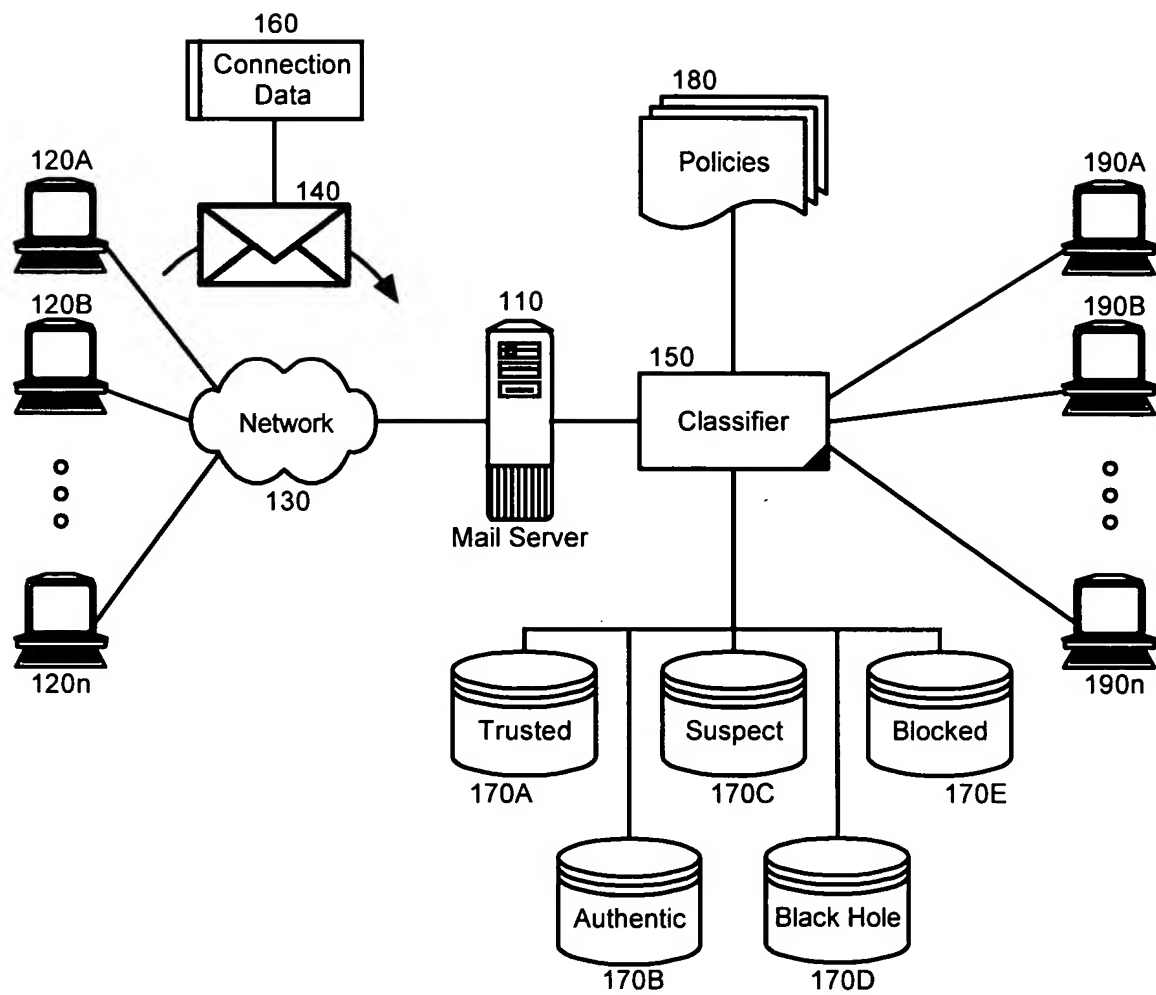 160
Connection
Data
180
Policies
120A
140
190A
120B
110
190B
150
Network
Classifier
130
Mail Server
120n
190n
Trusted
Suspect
Blocked
170A
170C
170E
Authentic
Black Hole
170B
170D